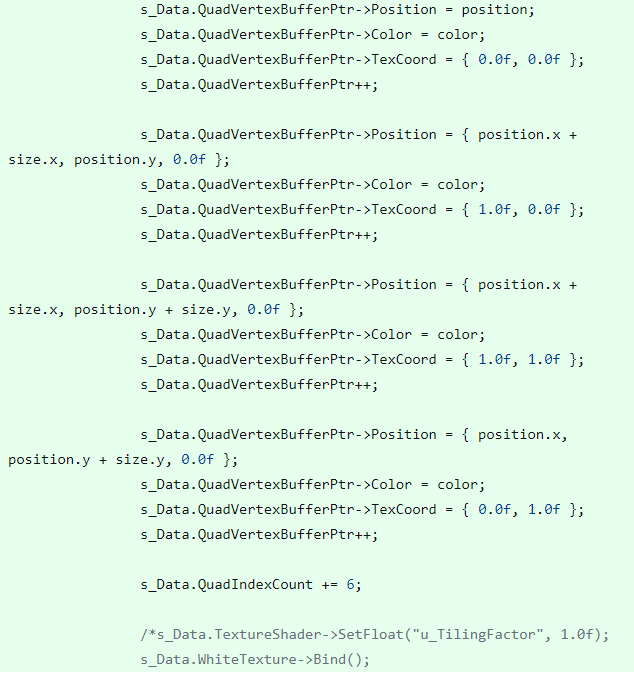 s_Data.QuadVertexBufferPtr->Position = position;
s_Data.QuadVertexBufferPtr->Color = color;
s_Data.QuadVertexBufferPtr->TexCoord = { 0.0f, 0.0f };
s_Data.QuadVertexBufferPtr++;
s_Data.QuadVertexBufferPtr->Position = { position.x +
size.x, position.y, 0.0f };
s_Data.QuadVertexBufferPtr->Color = color;
s_Data.QuadVertexBufferPtr->TexCoord = { 1.0f, 0.0f };
s_Data.QuadVertexBufferPtr++;
s_Data.QuadVertexBufferPtr->Position = { position.x +
size.x, position.y + size.y, 0.0f };
s_Data.QuadVertexBufferPtr->Color = color;
s_Data.QuadVertexBufferPtr->TexCoord = { 1.0f, 1.0f };
s_Data.QuadVertexBufferPtr++;
s_Data.QuadVertexBufferPtr->Position = { position.x,
position.y + size.y, 0.0f };
s_Data.QuadVertexBufferPtr->Color = color;
s_Data.QuadVertexBufferPtr->TexCoord = { 0.0f, 1.0f };
s_Data.QuadVertexBufferPtr++;
s_Data.QuadIndexCount += 6;
/*s_Data.TextureShader->SetFloat("u_TilingFactor", 1.0f);
s_Data.WhiteTexture->Bind();